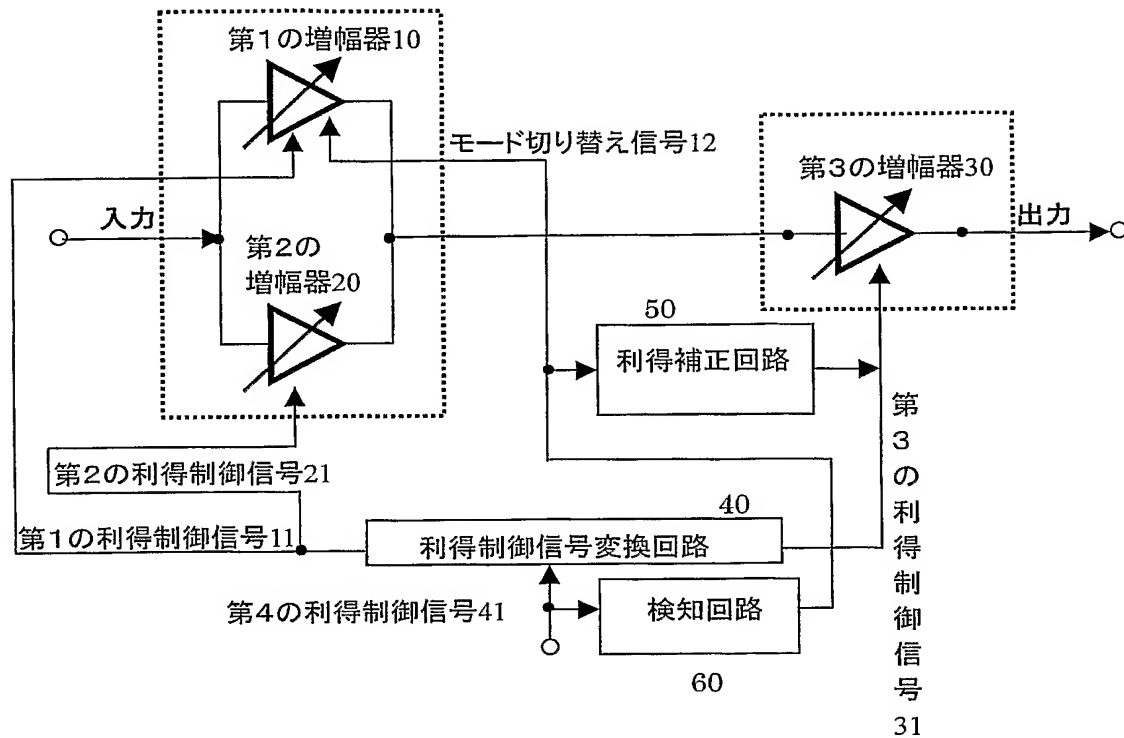 第1の増幅器10
モード切り替え信号12
第3の増幅器30
入力
出力
第2の
増幅器20
50
利得補正回路
第2の利得制御信号21
第1の利得制御信号11
40
利得制御信号変換回路
第4の利得制御信号41
検知回路
60
第3の利得制御信号
31